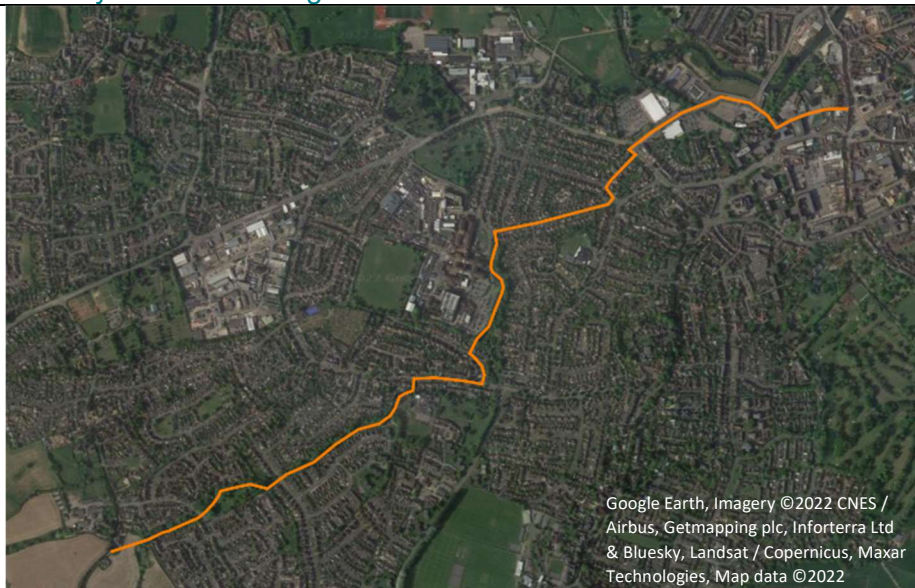 Google Earth, Imagery ©2022 CNES /
Airbus, Getmapping plc, Inforterra Ltd
& Bluesky, Landsat / Copernicus, Maxar
Technologies, Map data ©2022